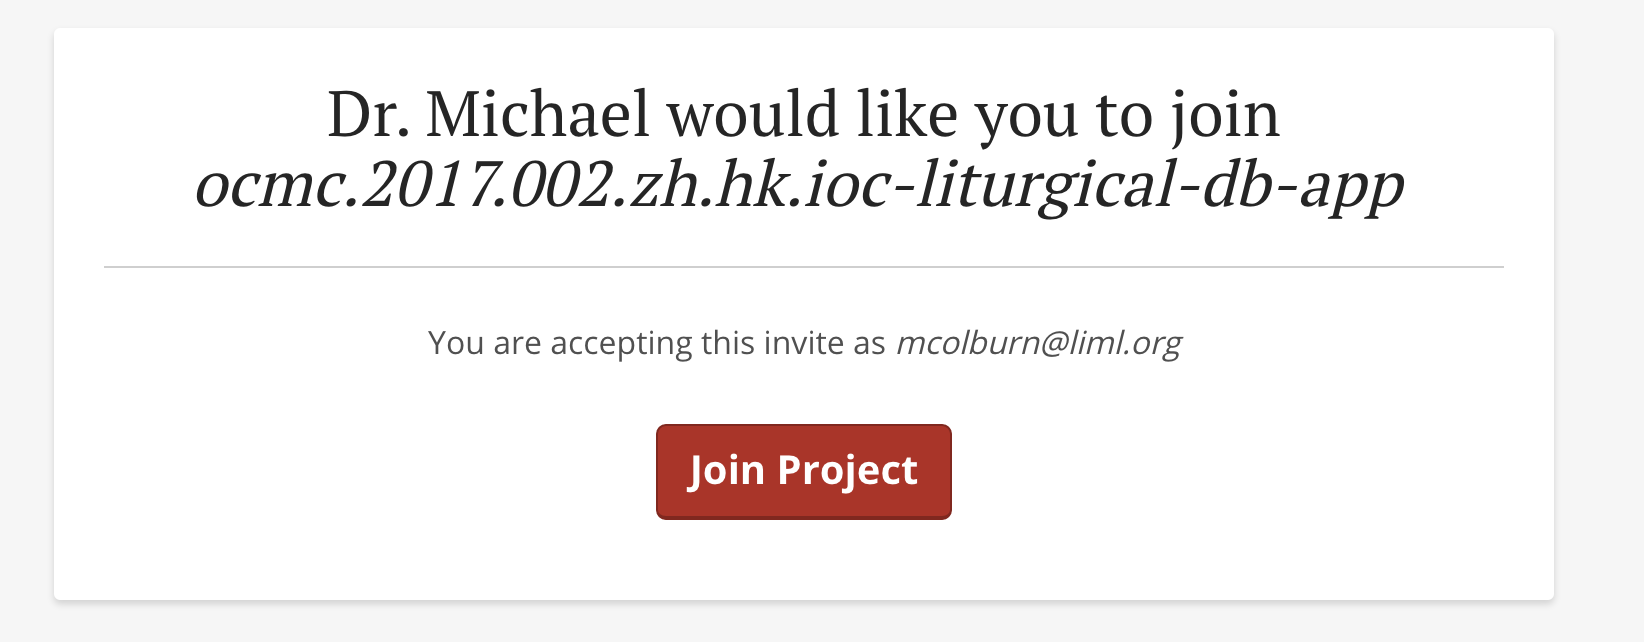 Dr. Michael would like you to join
ocmc.2017.002.zh.hk.ioc-liturgical-db-app
You are accepting this invite as mcolburn@liml.org
Join Project